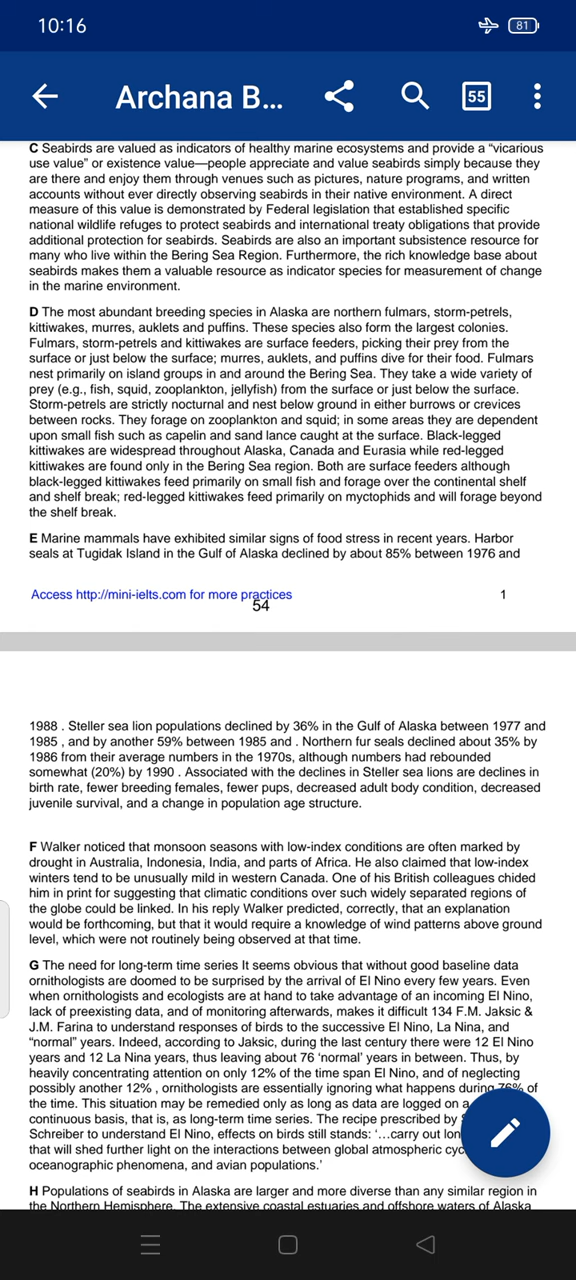 10:16
81
Archana B...
55
C Seabirds are valued as indicators of healthy marine ecosystems and provide a “vicarious
use value” or existence value—people appreciate and value seabirds simply because they
are there and enjoy them through venues such as pictures, nature programs, and written
accounts without ever directly observing seabirds in their native environment. A direct
measure of this value is demonstrated by Federal legislation that established specific
national wildlife refuges to protect seabirds and international treaty obligations that provide
additional protection for seabirds. Seabirds are also an important subsistence resource for
many who live within the Bering Sea Region. Furthermore, the rich knowledge base about
seabirds makes them a valuable resource as indicator species for measurement of change
in the marine environment.
D The most abundant breeding species in Alaska are northern fulmars, storm-petrels,
kittiwakes, murres, auklets and puffins. These species also form the largest colonies.
Fulmars, storm-petrels and kittiwakes are surface feeders, picking their prey from the
surface or just below the surface; murres, auklets, and puffins dive for their food. Fulmars
nest primarily on island groups in and around the Bering Sea. They take a wide variety of
prey (e.g., fish, squid, zooplankton, jellyfish) from the surface or just below the surface.
Storm-petrels are strictly nocturnal and nest below ground in either burrows or crevices
between rocks. They forage on zooplankton and squid; in some areas they are dependent
upon small fish such as capelin and sand lance caught at the surface. Black-legged
kittiwakes are widespread throughout Alaska, Canada and Eurasia while red-legged
kittiwakes are found only in the Bering Sea region. Both are surface feeders although
black-legged kittiwakes feed primarily on small fish and forage over the continental shelf
and shelf break; red-legged kittiwakes feed primarily on myctophids and will forage beyond
the shelf break.
E Marine mammals have exhibited similar signs of food stress in recent years. Harbor
seals at Tugidak Island in the Gulf of Alaska declined by about 85% between 1976 and
Access http://mini-ielts.com for more practices
1
54
1988 . Steller sea lion populations declined by 36% in the Gulf of Alaska between 1977 and
1985 , and by another 59% between 1985 and . Northern fur seals declined about 35% by
1986 from their average numbers in the 1970s, although numbers had rebounded
somewhat (20%) by 1990 . Associated with the declines in Steller sea lions are declines in
birth rate, fewer breeding females, fewer pups, decreased adult body condition, decreased
juvenile survival, and a change in population age structure.
F Walker noticed that monsoon seasons with low-index conditions are often marked by
drought in Australia, Indonesia, India, and parts of Africa. He also claimed that low-index
winters tend to be unusually mild in western Canada. One of his British colleagues chided
him in print for suggesting that climatic conditions over such widely separated regions of
the globe could be linked. In his reply Walker predicted, correctly, that an explanation
would be forthcoming, but that it would require a knowledge of wind patterns above ground
level, which were not routinely being observed at that time.
G The need for long-term time series It seems obvious that without good baseline data
ornithologists are doomed to be surprised by the arrival of El Nino every few years. Even
when ornithologists and ecologists are at hand to take advantage of an incoming El Nino,
lack of preexisting data, and of monitoring afterwards, makes it difficult 134 F.M. Jaksic &
J.M. Farina to understand responses of birds to the successive El Nino, La Nina, and
“normal” years. Indeed, according to Jaksic, during the last century there were 12 El Nino
years and 12 La Nina years, thus leaving about 76 ‘normal’ years in between. Thus, by
heavily concentrating attention on only 12% of the time span El Nino, and of neglecting
possibly another 12% , ornithologists are essentially ignoring what happens during 76% of
the time. This situation may be remedied only as long as data are logged on a
continuous basis, that is, as long-term time series. The recipe prescribed by
Schreiber to understand El Nino, effects on birds still stands: ‘…carry out lon
that will shed further light on the interactions between global atmospheric cyc
oceanographic phenomena, and avian populations.’
H Populations of seabirds in Alaska are larger and more diverse than any similar region in
the Northern Hemisphere. The extensive coastal estuaries and offshore waters of Alaska